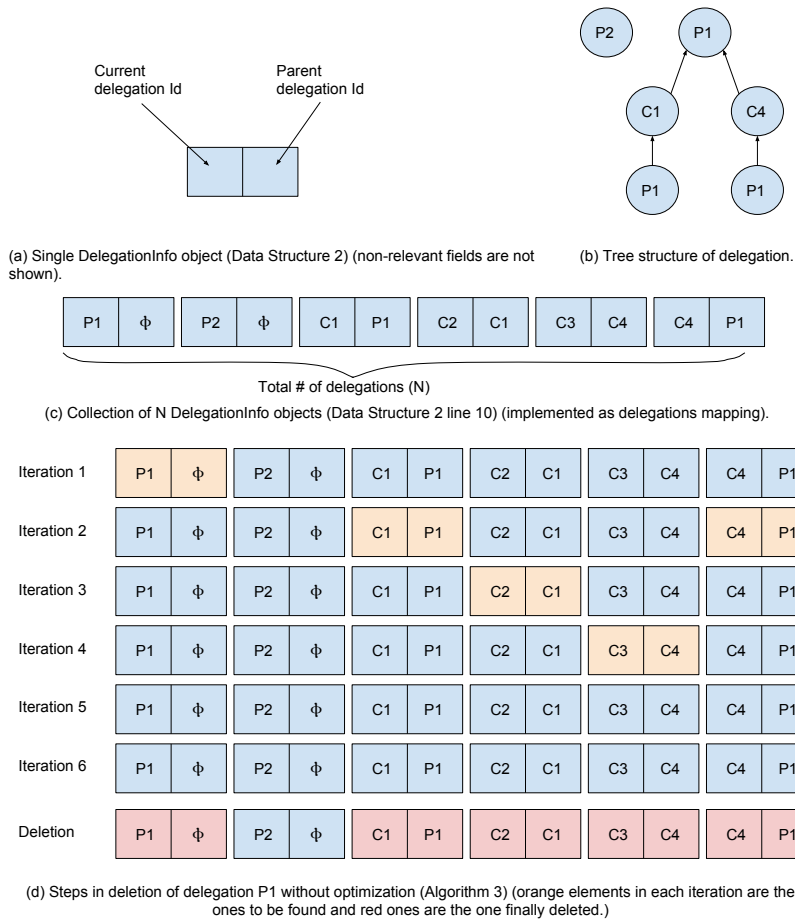 P2
P1
Current
delegation Id
Parent
delegation Id
C1
C4
P1
P1
(a) Single DelegationInfo object (Data Structure 2) (non-relevant fields are not
shown).
(b) Tree structure of delegation.
P1 ϕ P2 ϕ C1 P1 C2 C1 C3 C4 C4 P1
Total # of delegations (N)
(c) Collection of N DelegationInfo objects (Data Structure 2 line 10) (implemented as delegations mapping).
Iteration 1 P1 ϕ P2 ϕ C1 P1 C2 C1 C3 C4 C4 P1
Iteration 2 P1 ϕ P2 ϕ C1 P1 C2 C1 C3 C4 C4 P1
Iteration 3 P1 ϕ P2 ϕ C1 P1 C2 C1 C3 C4 C4 P1
Iteration 4 P1 ϕ P2 ϕ C1 P1 C2 C1 C3 C4 C4 P1
Iteration 5 P1 ϕ P2 ϕ C1 P1 C2 C1 C3 C4 C4 P1
Iteration 6 P1 ϕ P2 ϕ C1 P1 C2 C1 C3 C4 C4 P1
Deletion P1 ϕ P2 ϕ C1 P1 C2 C1 C3 C4 C4 P1
(d) Steps in deletion of delegation P1 without optimization (Algorithm 3) (orange elements in each iteration are the
ones to be found and red ones are the one finally deleted.)